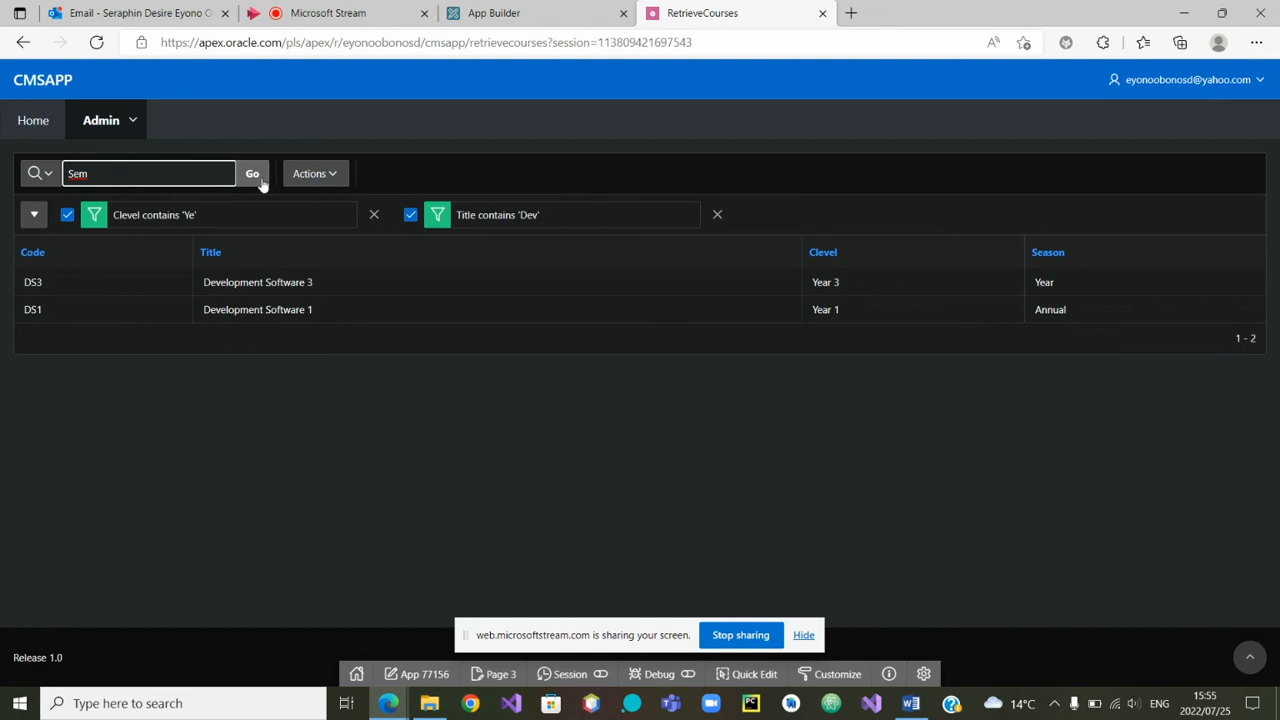 Email - Seraphin Desire Eyono O
Microsoft Stream
App Builder
RetrieveCourses
https://apex.oracle.com/pls/apex/r/eyonoobonosd/cmsapp/retrievecourses?session=113809421697543
CMSAPP
eyonoobonosd@yahoo.com
Home
Admin
Sem
Go
Actions
Clevel contains 'Ye'
Title contains 'Dev'
Code Title Clevel Season
DS3 Development Software 3 Year 3 Year
DS1 Development Software 1 Year 1 Annual
1 - 2
web.microsoftstream.com is sharing your screen.
Stop sharing
Hide
Release 1.0
App 77156
Page 3
Session
Debug
Quick Edit
Customize
Type here to search
14°C
ENG
15:55
2022/07/25